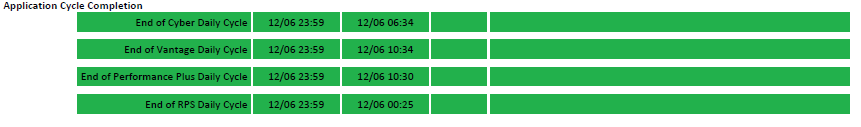 Application Cycle Completion
End of Cyber Daily Cycle 12/06 23:59 12/06 06:34
End of Vantage Daily Cycle 12/06 23:59 12/06 10:34
End of Performance Plus Daily Cycle 12/06 23:59 12/06 10:30
End of RPS Daily Cycle 12/06 23:59 12/06 00:25